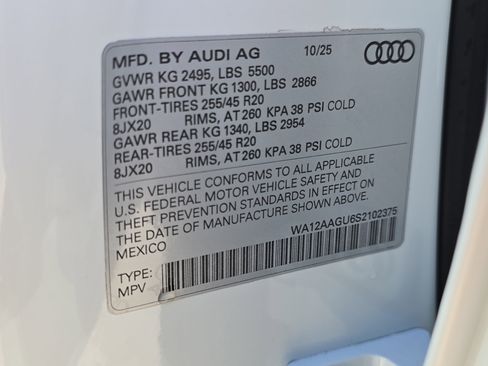 MFD. BY AUDI AG 10/25
GVWR KG 2495, LBS 5500
GAWR FRONT KG 1300, LBS 2866
FRONT-TIRES 255/45 R20
8JX20 RIMS, AT 260 KPA 38 PSI COLD
GAWR REAR KG 1340, LBS 2954
REAR-TIRES 255/45 R20
8JX20 RIMS, AT 260 KPA 38 PSI COLD
THIS VEHICLE CONFORMS TO ALL APPLICABLE
U.S. FEDERAL MOTOR VEHICLE SAFETY AND
THEFT PREVENTION STANDARDS IN EFFECT ON
THE DATE OF MANUFACTURE SHOWN ABOVE.
MEXICO WA12AAGU6S2102375
TYPE:
MPV